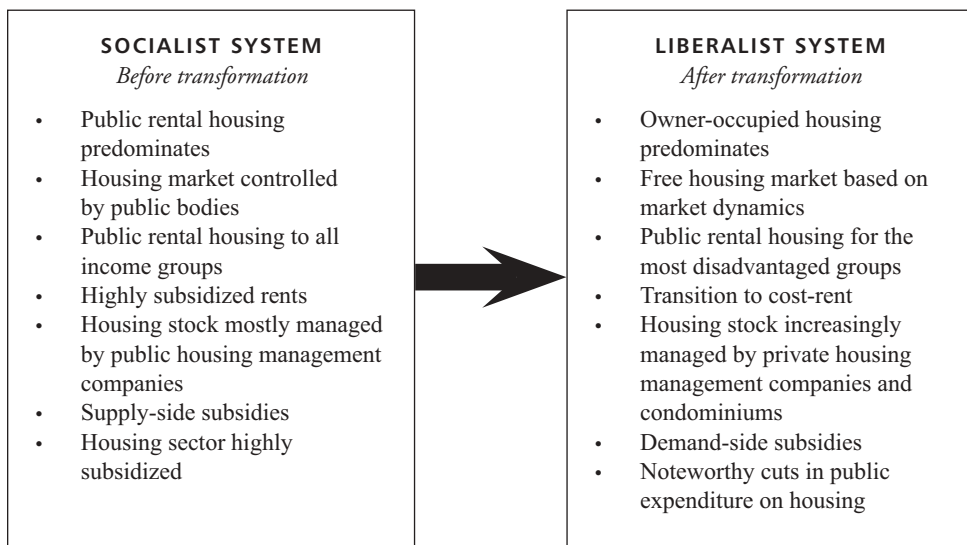 SOCIALIST SYSTEM
Before transformation
• Public rental housing
predominates
• Housing market controlled
by public bodies
• Public rental housing to all
income groups
• Highly subsidized rents
• Housing stock mostly managed
by public housing management
companies
• Supply-side subsidies
• Housing sector highly
subsidized
LIBERALIST SYSTEM
After transformation
• Owner-occupied housing
predominates
• Free housing market based on
market dynamics
• Public rental housing for the
most disadvantaged groups
• Transition to cost-rent
• Housing stock increasingly
managed by private housing
management companies and
condominiums
• Demand-side subsidies
• Noteworthy cuts in public
expenditure on housing